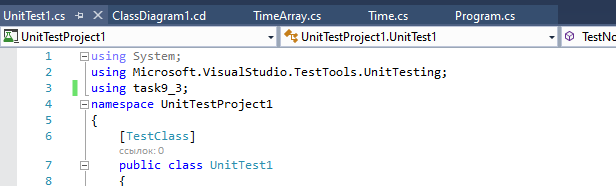 UnitTest1.cs ClassDiagram1.cd TimeArray.cs Time.cs Program.cs
UnitTestProject1 UnitTestProject1.UnitTest1 TestNo
1 using System;
2 using Microsoft.VisualStudio.TestTools.UnitTesting;
3 using task9_3;
4 namespace UnitTestProject1
5 {
6 [TestClass]
ссылок: 0
7 public class UnitTest1
8 {